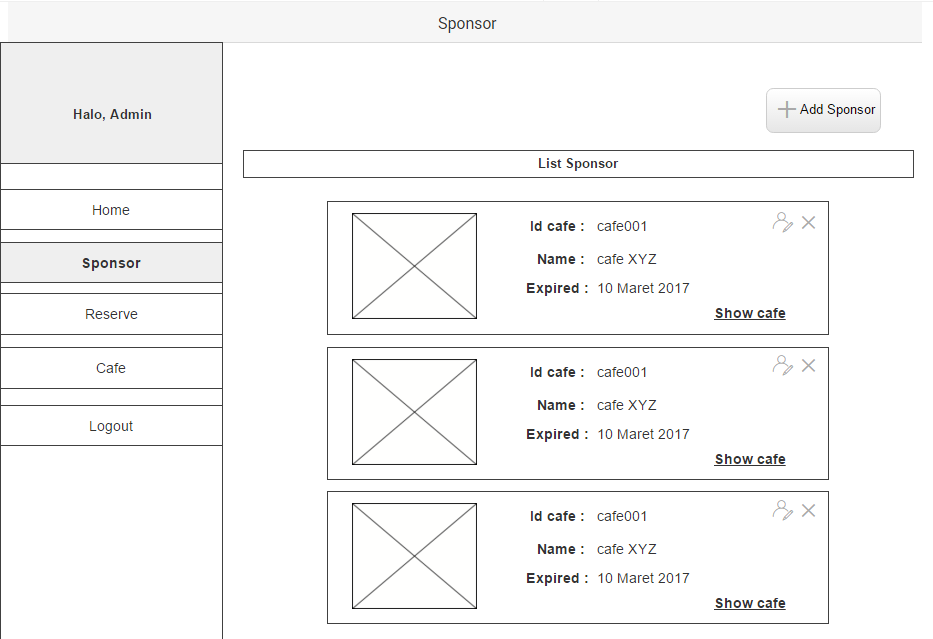 Sponsor
Halo, Admin
Home
Sponsor
Reserve
Cafe
Logout
Add Sponsor
List Sponsor
Id cafe : cafe001
Name : cafe XYZ
Expired : 10 Maret 2017
Show cafe
Id cafe : cafe001
Name : cafe XYZ
Expired : 10 Maret 2017
Show cafe
Id cafe : cafe001
Name : cafe XYZ
Expired : 10 Maret 2017
Show cafe